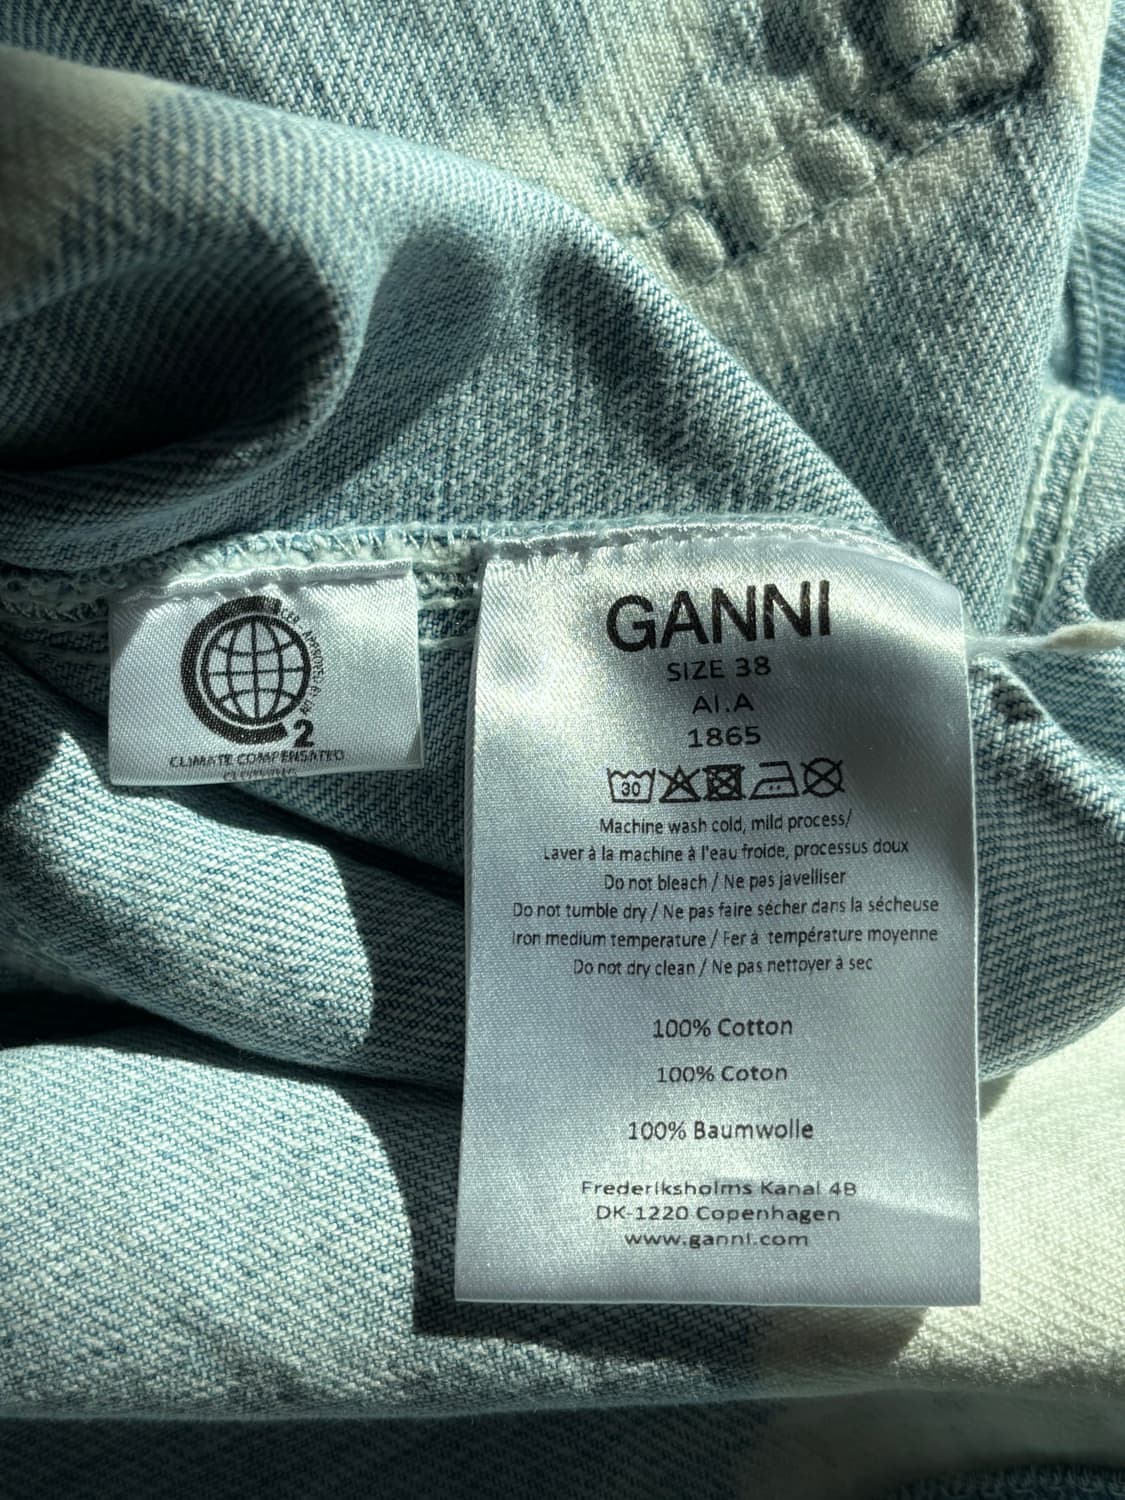 2
CLIMATE COMPENSATED
GANNI
SIZE 38
AI.A
1865
30
Machine wash cold, mild process/
Laver à la machine à l'eau froide, processus doux
Do not bleach / Ne pas javelliser
Do not tumble dry / Ne pas faire sécher dans la sécheuse
Iron medium temperature / Fer à température moyenne
Do not dry clean / Ne pas nettoyer à sec
100% Cotton
100% Coton
100% Baumwolle
Frederiksholms Kanal 4B
DK-1220 Copenhagen
www.ganni.com